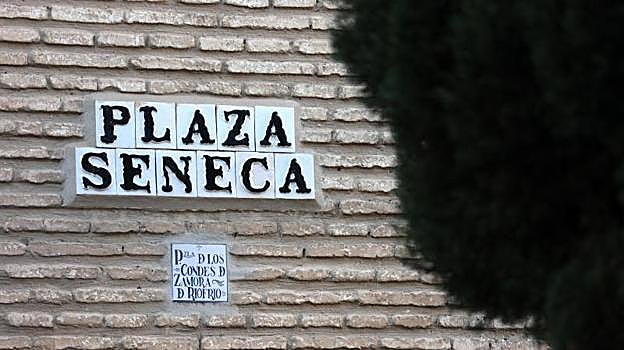 PLAZA
SENECA
Pza D LOS
CONDES D
ZAMORA
D RIOFRIO